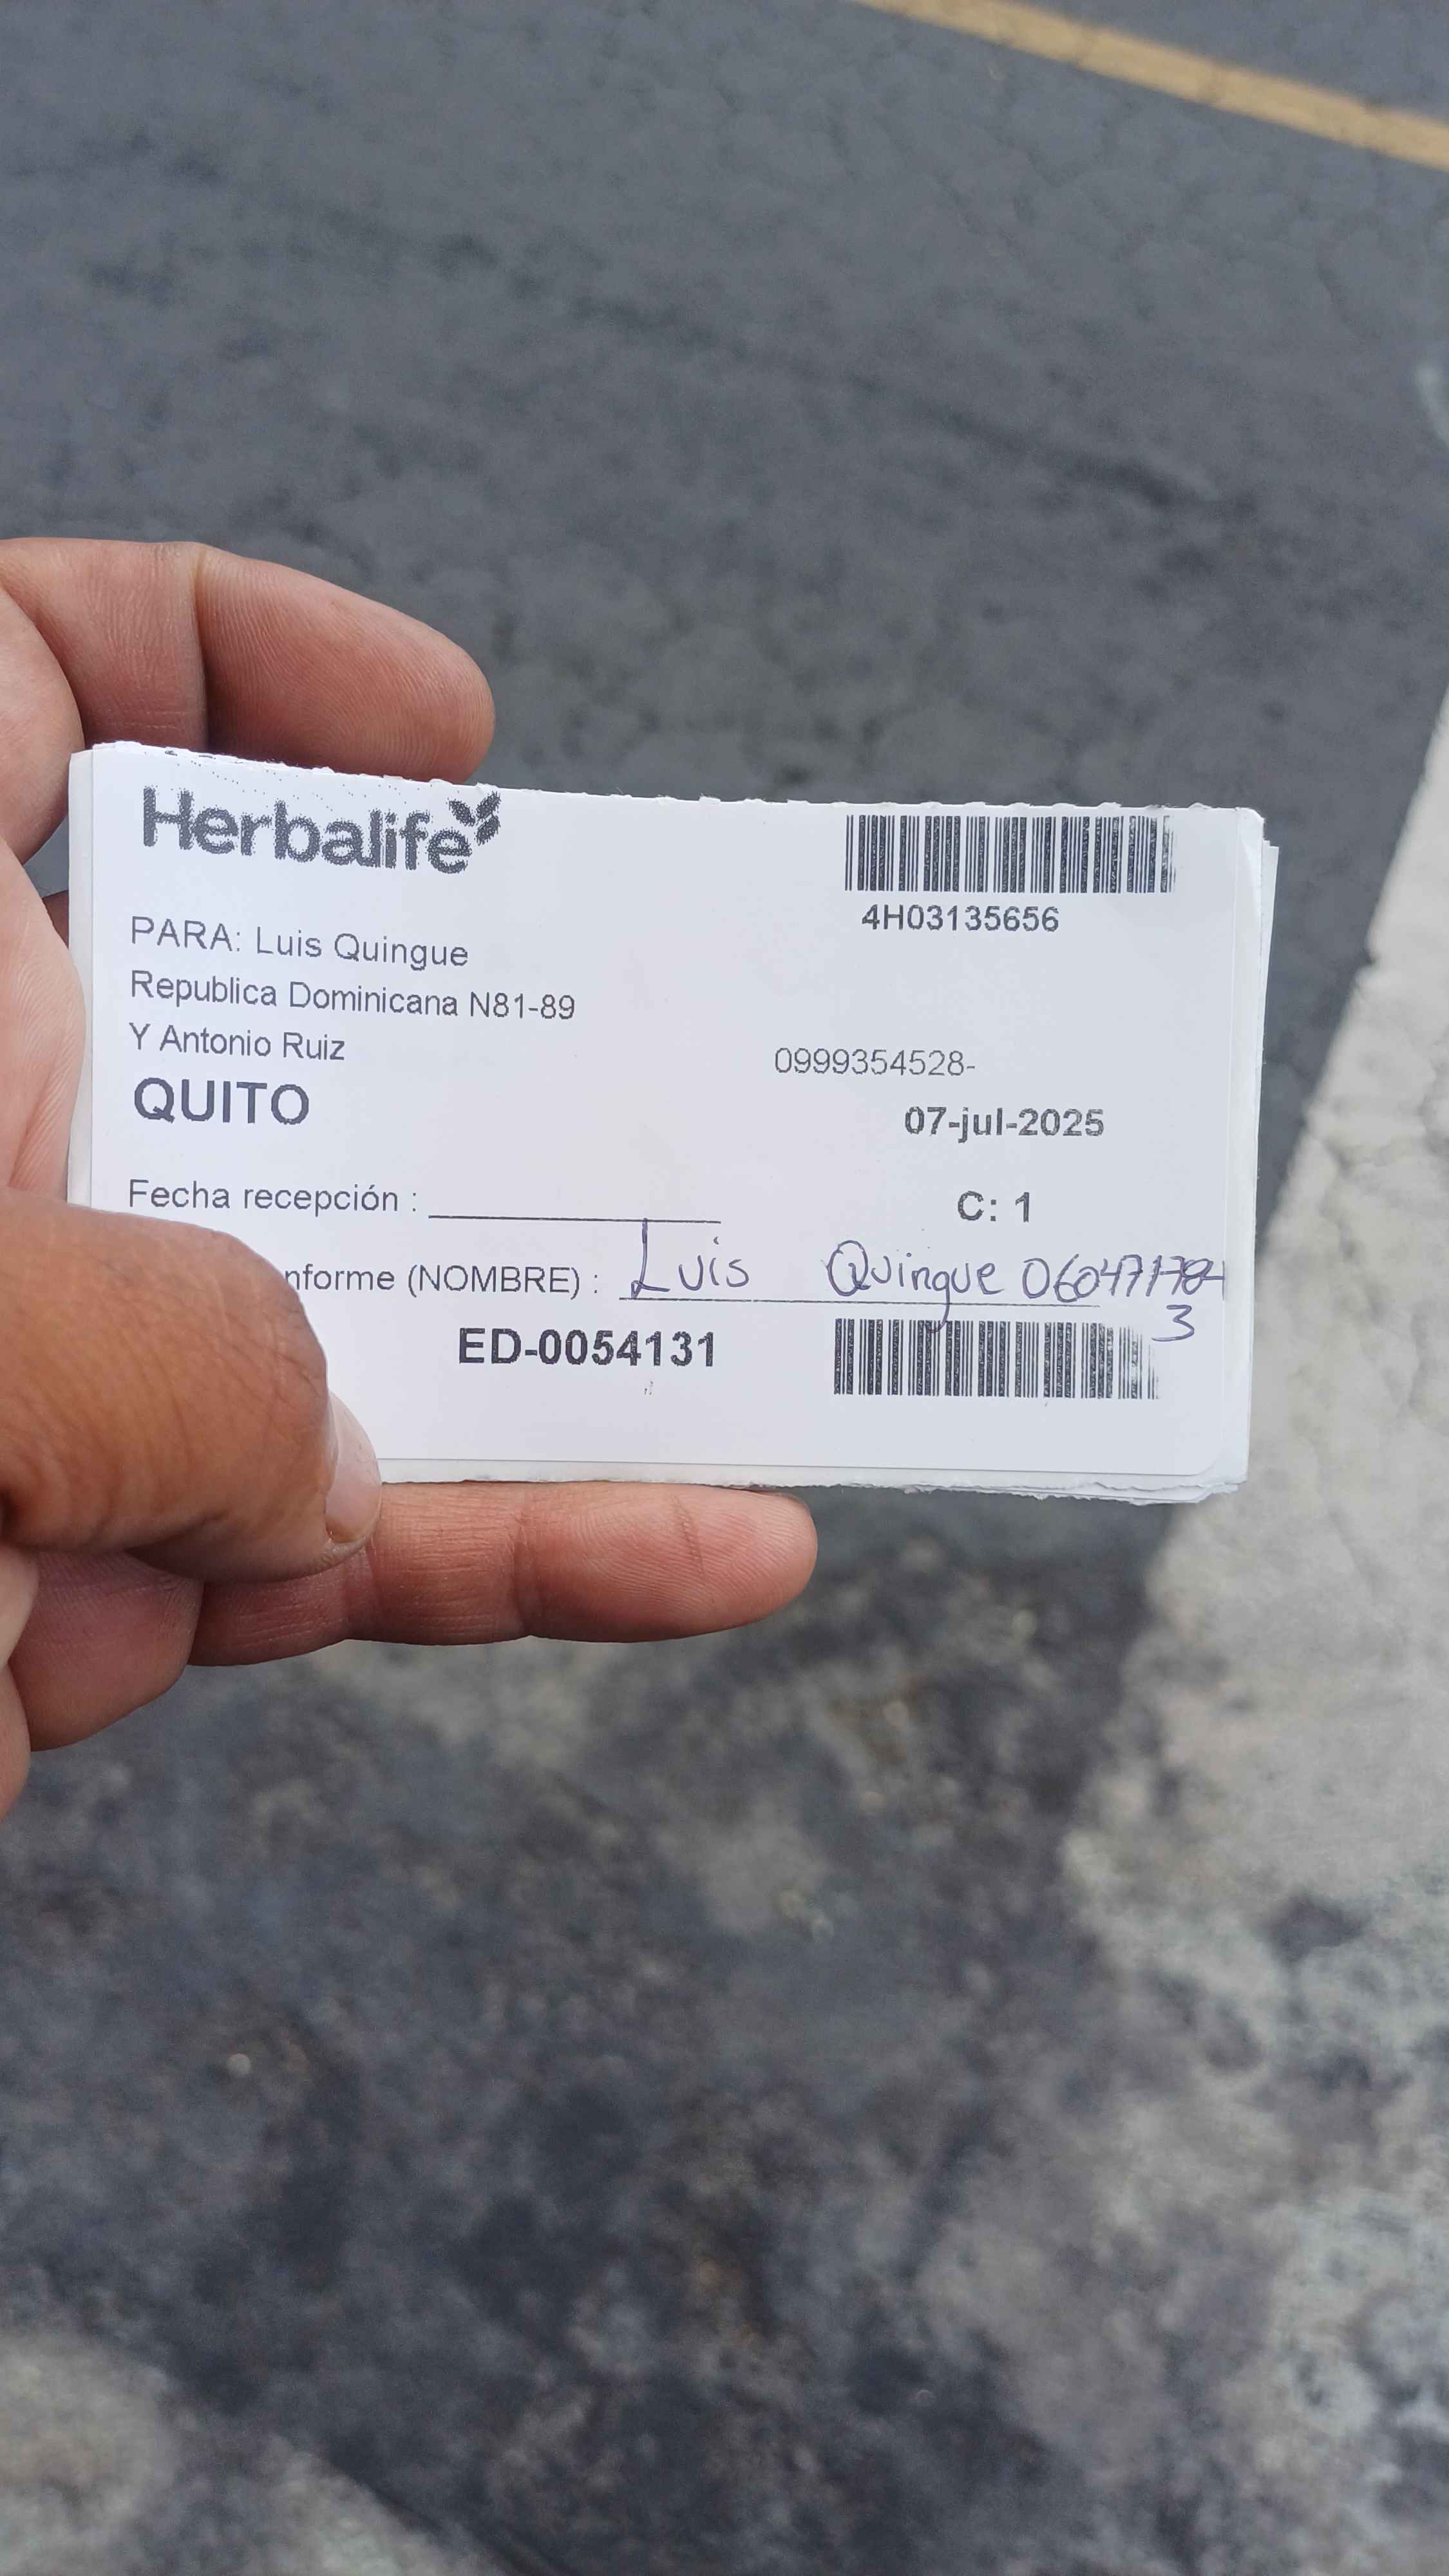 Herbalife
4H03135656
PARA: Luis Quingue
Republica Dominicana N81-89
Y Antonio Ruiz
0999354528-
QUITO
07-jul-2025
Fecha recepción :
C: 1
nforme (NOMBRE) : Luis Quingue
3
ED-0054131